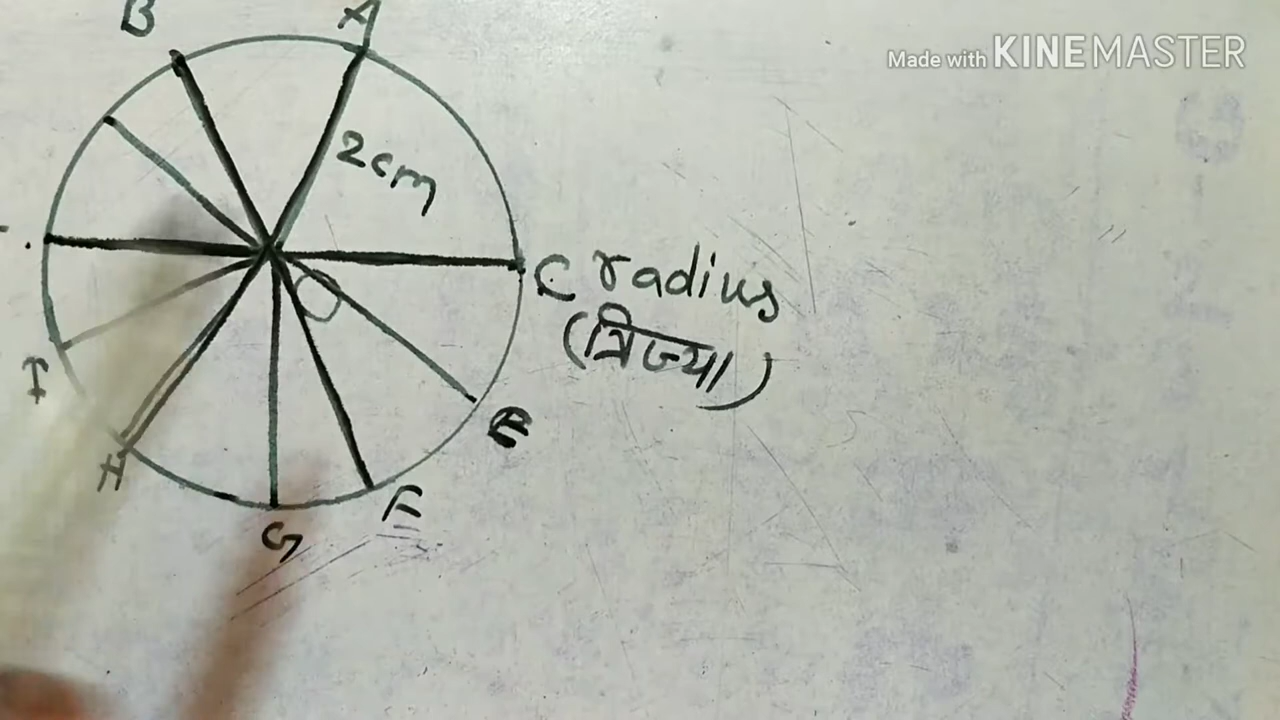 B
A
Made with KINEMASTER
2cm
C radius
(त्रिज्या)
I
E
H
F
G